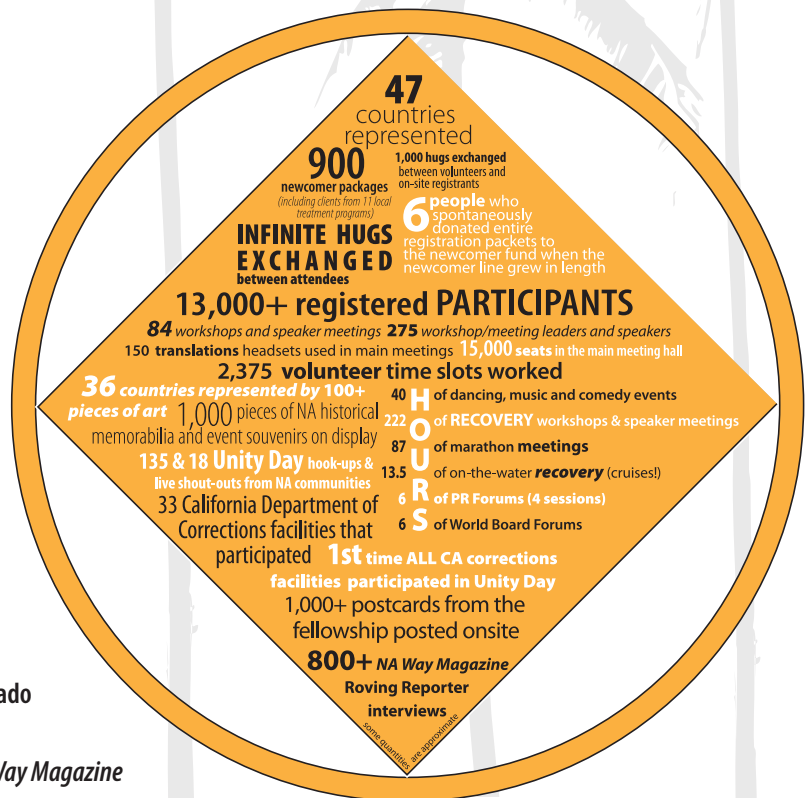 47
countries
represented
900
newcomer packages
(including clients from 11 local
treatment programs)
1,000 hugs exchanged
between volunteers and
on-site registrants
INFINITE HUGS
EXCHANGED
between attendees
6 people who
spontaneously
donated entire
registration packets to
the newcomer fund when the
newcomer line grew in length
13,000+ registered PARTICIPANTS
84 workshops and speaker meetings 275 workshop/meeting leaders and speakers
150 translations headsets used in main meetings 15,000 seats in the main meeting hall
2,375 volunteer time slots worked
36 countries represented by 100+
pieces of art 1,000 pieces of NA historical
memorabilia and event souvenirs on display
135 & 18 Unity Day hook-ups &
live shout-outs from NA communities
33 California Department of
Corrections facilities that
participated
HOURS
40 of dancing, music and comedy events
222 of RECOVERY workshops & speaker meetings
87 of marathon meetings
13.5 of on-the-water recovery (cruises!)
6 of PR Forums (4 sessions)
6 of World Board Forums
1st time ALL CA corrections
facilities participated in Unity Day
1,000+ postcards from the
fellowship posted onsite
800+ NA Way Magazine
Roving Reporter
interviews
some quantities are approximate
ado
Way Magazine